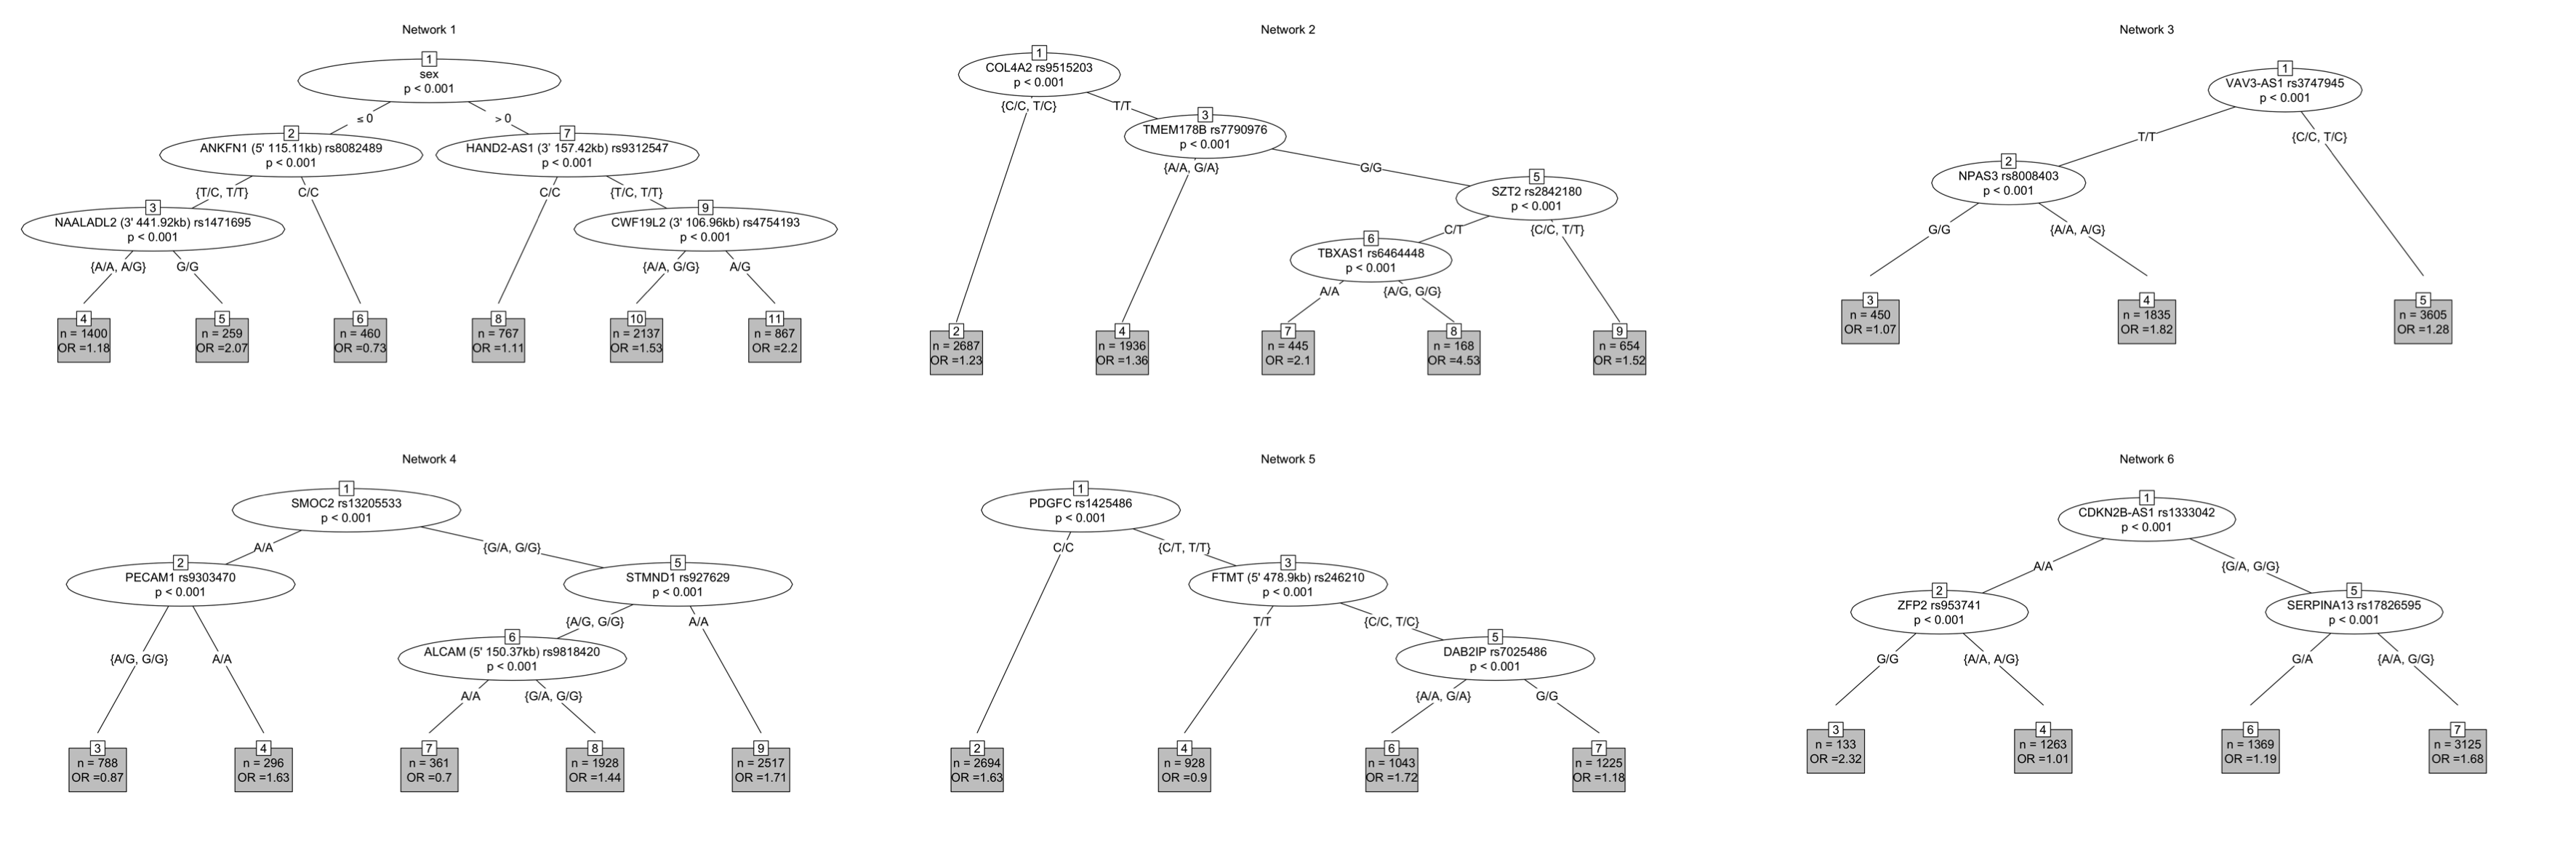 Network 1
1
sex
p < 0.001
≤ 0
> 0
2
ANKFN1 (5' 115.11kb) rs8082489
p < 0.001
7
HAND2-AS1 (3' 157.42kb) rs9312547
p < 0.001
{T/C, T/T}
C/C
C/C
{T/C, T/T}
3
NAALADL2 (3' 441.92kb) rs1471695
p < 0.001
9
CWF19L2 (3' 106.96kb) rs4754193
p < 0.001
{A/A, A/G}
G/G
{A/A, G/G}
A/G
4
n = 1400
OR =1.18
5
n = 259
OR =2.07
6
n = 460
OR =0.73
8
n = 767
OR =1.11
10
n = 2137
OR =1.53
11
n = 867
OR =2.2
Network 2
1
COL4A2 rs9515203
p < 0.001
{C/C, T/C}
T/T
3
TMEM178B rs7790976
p < 0.001
{A/A, G/A}
G/G
5
SZT2 rs2842180
p < 0.001
C/T
{C/C, T/T}
6
TBXAS1 rs6464448
p < 0.001
A/A
{A/G, G/G}
2
n = 2687
OR =1.23
4
n = 1936
OR =1.36
7
n = 445
OR =2.1
8
n = 168
OR =4.53
9
n = 654
OR =1.52
Network 3
1
VAV3-AS1 rs3747945
p < 0.001
T/T
{C/C, T/C}
2
NPAS3 rs8008403
p < 0.001
G/G
{A/A, A/G}
3
n = 450
OR =1.07
4
n = 1835
OR =1.82
5
n = 3605
OR =1.28
Network 4
1
SMOC2 rs13205533
p < 0.001
A/A
{G/A, G/G}
2
PECAM1 rs9303470
p < 0.001
5
STMND1 rs927629
p < 0.001
{A/G, G/G}
A/A
{A/G, G/G}
A/A
6
ALCAM (5' 150.37kb) rs9818420
p < 0.001
A/A
{G/A, G/G}
3
n = 788
OR =0.87
4
n = 296
OR =1.63
7
n = 361
OR =0.7
8
n = 1928
OR =1.44
9
n = 2517
OR =1.71
Network 5
1
PDGFC rs1425486
p < 0.001
C/C
{C/T, T/T}
3
FTMT (5' 478.9kb) rs246210
p < 0.001
T/T
{C/C, T/C}
5
DAB2IP rs7025486
p < 0.001
{A/A, G/A}
G/G
2
n = 2694
OR =1.63
4
n = 928
OR =0.9
6
n = 1043
OR =1.72
7
n = 1225
OR =1.18
Network 6
1
CDKN2B-AS1 rs1333042
p < 0.001
A/A
{G/A, G/G}
2
ZFP2 rs953741
p < 0.001
5
SERPINA13 rs17826595
p < 0.001
G/G
{A/A, A/G}
G/A
{A/A, G/G}
3
n = 133
OR =2.32
4
n = 1263
OR =1.01
6
n = 1369
OR =1.19
7
n = 3125
OR =1.68